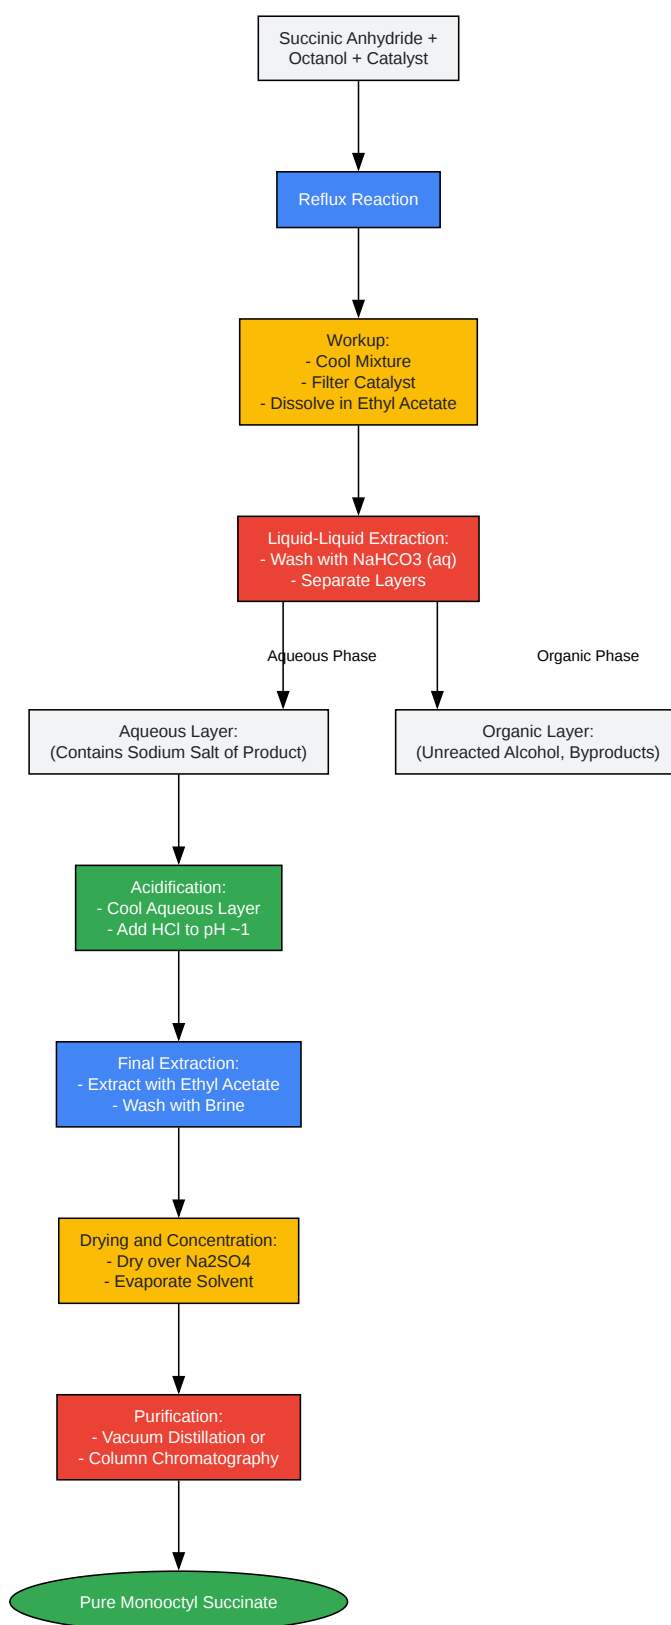 Succinic Anhydride +
Octanol + Catalyst
Reflux Reaction
Workup:
- Cool Mixture
- Filter Catalyst
- Dissolve in Ethyl Acetate
Liquid-Liquid Extraction:
- Wash with NaHCO3 (aq)
- Separate Layers
Aqueous Phase
Organic Phase
Aqueous Layer:
(Contains Sodium Salt of Product)
Organic Layer:
(Unreacted Alcohol, Byproducts)
Acidification:
- Cool Aqueous Layer
- Add HCl to pH ~1
Final Extraction:
- Extract with Ethyl Acetate
- Wash with Brine
Drying and Concentration:
- Dry over Na2SO4
- Evaporate Solvent
Purification:
- Vacuum Distillation or
- Column Chromatography
Pure Monooctyl Succinate